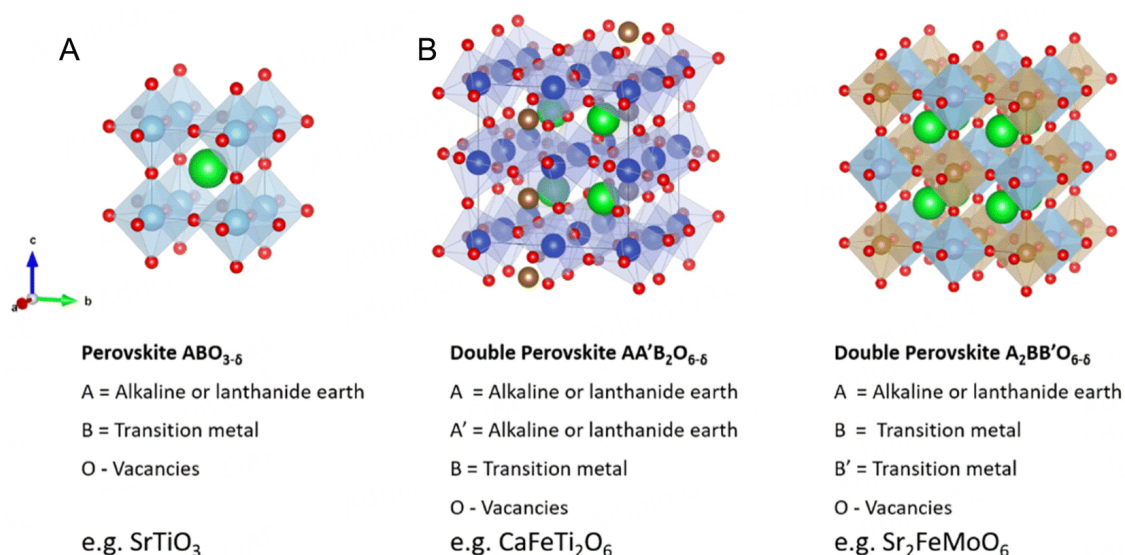 A
B
c
b
a
Perovskite ABO₃₋δ
A = Alkaline or lanthanide earth
B = Transition metal
O - Vacancies
e.g. SrTiO₃
Double Perovskite AA’B₂O₆₋δ
A = Alkaline or lanthanide earth
A’ = Alkaline or lanthanide earth
B = Transition metal
O - Vacancies
e.g. CaFeTi₂O₆
Double Perovskite A₂BB’O₆₋δ
A = Alkaline or lanthanide earth
B = Transition metal
B’ = Transition metal
O - Vacancies
e.g. Sr₂FeMoO₆